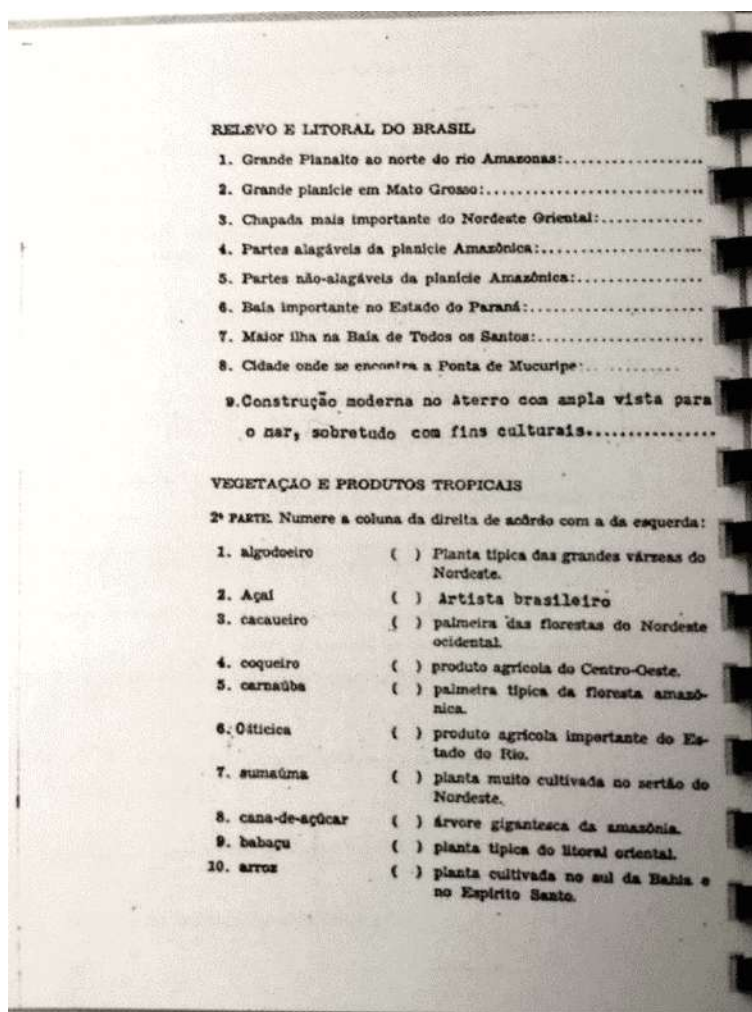 RELEVO E LITORAL DO BRASIL
1. Grande Planalto ao norte do rio Amazonas:..................
2. Grande planície em Mato Grosso:............................
3. Chapada mais importante do Nordeste Oriental:.............
4. Partes alagáveis da planície Amazônica:.....................
5. Partes não-alagáveis da planície Amazônica:................
6. Baía importante no Estado do Paraná:......................
7. Maior ilha na Baía de Todos os Santos:.....................
8. Cidade onde se encontra a Ponta de Mucuripe:.............
9.Construção moderna no Aterro com ampla vista para
o mar, sobretudo com fins culturais................
VEGETAÇÃO E PRODUTOS TROPICAIS
2ª PARTE. Numere a coluna da direita de acôrdo com a da esquerda:
1. algodoeiro ( ) Planta típica das grandes várzeas do
Nordeste.
2. Açaí ( ) Artista brasileiro
3. cacaueiro ( ) palmeira das florestas do Nordeste
ocidental.
4. coqueiro ( ) produto agrícola do Centro-Oeste.
5. carnaúba ( ) palmeira típica da floresta amazô-
nica.
6. Oiticica ( ) produto agrícola importante do Es-
tado do Rio.
7. sumaúma ( ) planta muito cultivada no sertão do
Nordeste.
8. cana-de-açúcar ( ) árvore gigantesca da amazônia.
9. babaçu ( ) planta típica do litoral oriental.
10. arroz ( ) planta cultivada no sul da Bahia e
no Espírito Santo.